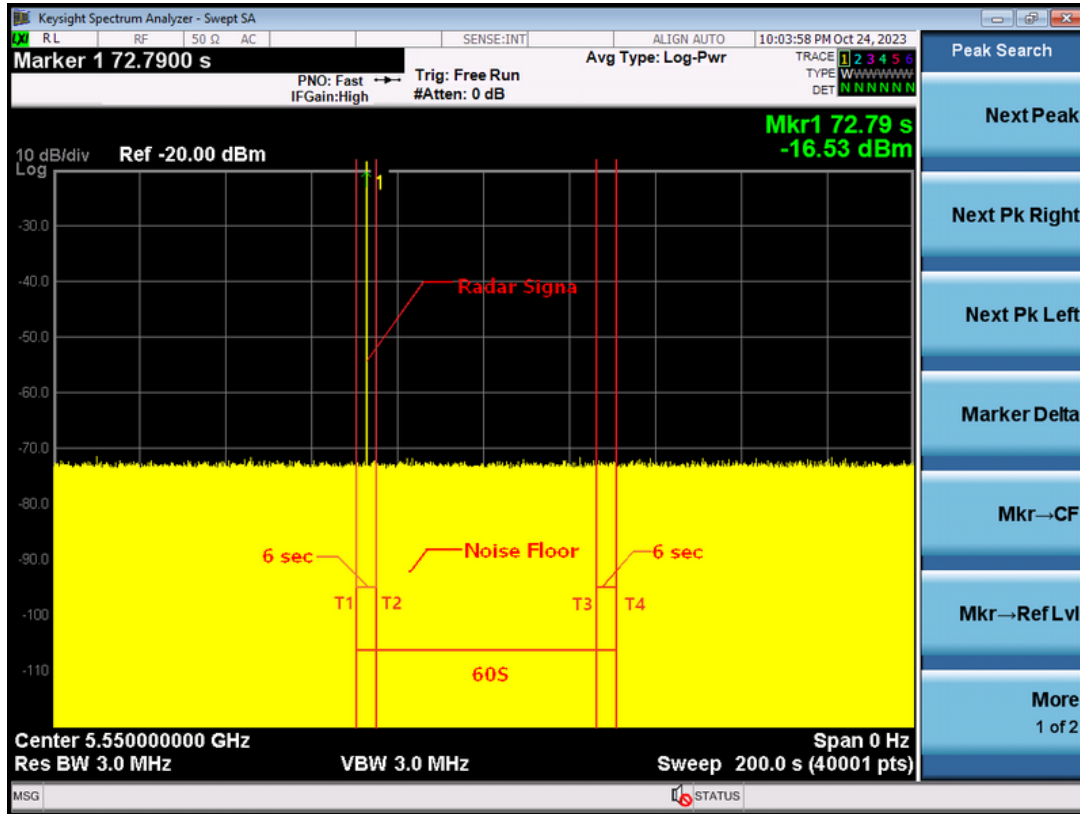 Keysight Spectrum Analyzer - Swept SA
LXI RL RF 50 Ω AC SENSE:INT ALIGN AUTO 10:03:58 PM Oct 24, 2023
Marker 1 72.7900 s
PNO: Fast
IFGain:High
Trig: Free Run
#Atten: 0 dB
Avg Type: Log-Pwr
TRACE 1 2 3 4 5 6
TYPE WWWWWW
DET N N N N N N
Mkr1 72.79 s
-16.53 dBm
10 dB/div Ref -20.00 dBm
Log
1
-30.0
-40.0
Radar Signa
-50.0
-60.0
-70.0
-80.0
-90.0
6 sec Noise Floor 6 sec
T1 T2 T3 T4
-100
-110
60S
Center 5.550000000 GHz Span 0 Hz
Res BW 3.0 MHz VBW 3.0 MHz Sweep 200.0 s (40001 pts)
MSG STATUS
Peak Search
Next Peak
Next Pk Right
Next Pk Left
Marker Delta
Mkr→CF
Mkr→Ref Lvl
More
1 of 2